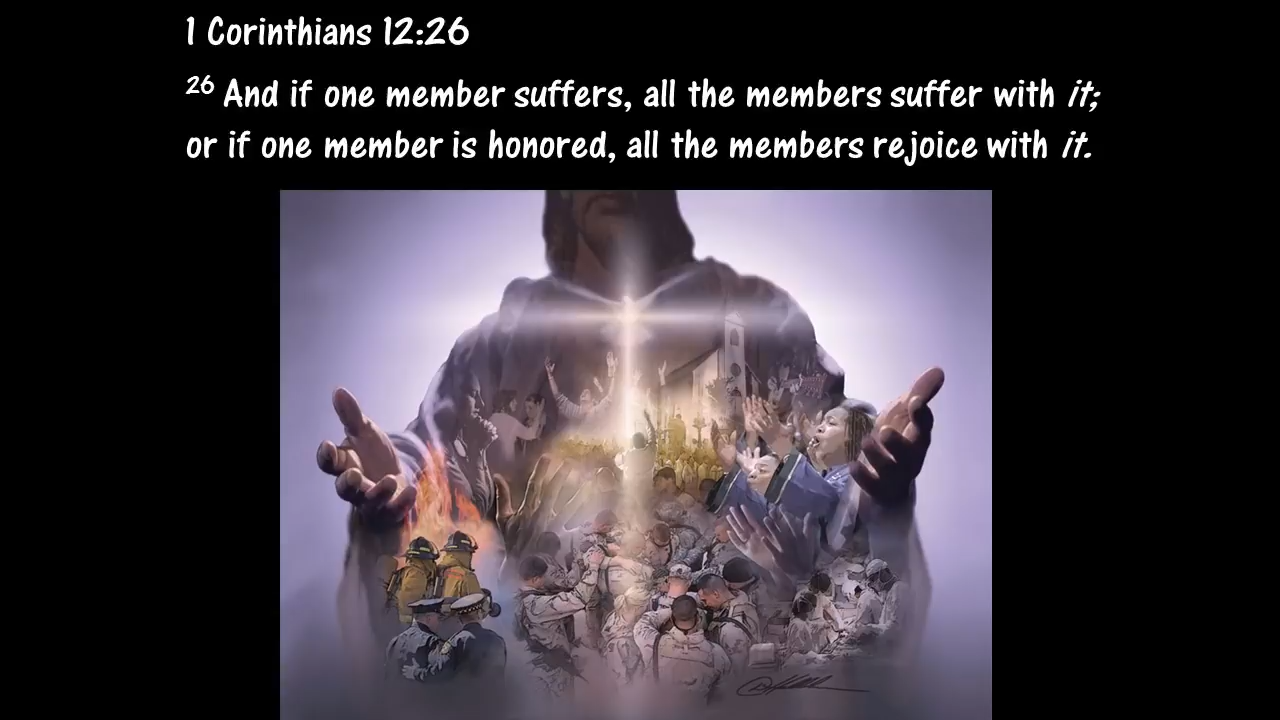 1 Corinthians 12:26
26 And if one member suffers, all the members suffer with it;
or if one member is honored, all the members rejoice with it.